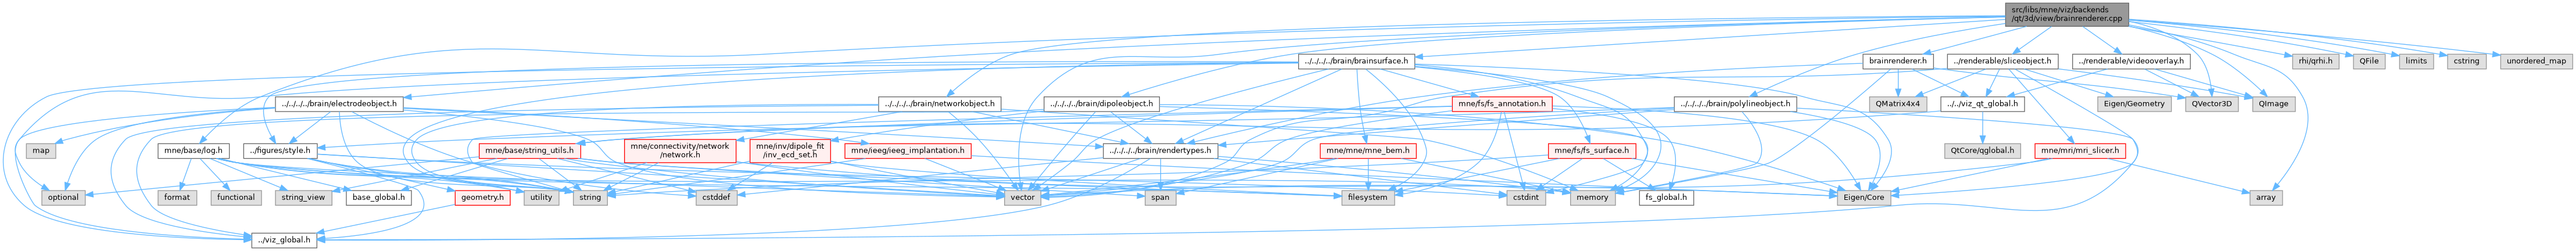 src/libs/mne/viz/backends
/qt/3d/view/brainrenderer.cpp
../../../../brain/brainsurface.h
brainrenderer.h
../renderable/sliceobject.h
../renderable/videooverlay.h
rhi/qrhi.h
QFile
limits
cstring
unordered_map
../../../../brain/electrodeobject.h
../../../../brain/networkobject.h
../../../../brain/dipoleobject.h
mne/fs/fs_annotation.h
../../../../brain/polylineobject.h
QMatrix4x4
../../viz_qt_global.h
Eigen/Geometry
QVector3D
QImage
map
mne/base/log.h
../figures/style.h
mne/base/string_utils.h
mne/connectivity/network
/network.h
mne/inv/dipole_fit
/inv_ecd_set.h
mne/ieeg/ieeg_implantation.h
../../../../brain/rendertypes.h
mne/mne/mne_bem.h
mne/fs/fs_surface.h
QtCore/qglobal.h
mne/mri/mri_slicer.h
optional
format
functional
string_view
base_global.h
geometry.h
utility
string
cstddef
vector
span
filesystem
cstdint
memory
fs_global.h
Eigen/Core
array
../viz_global.h